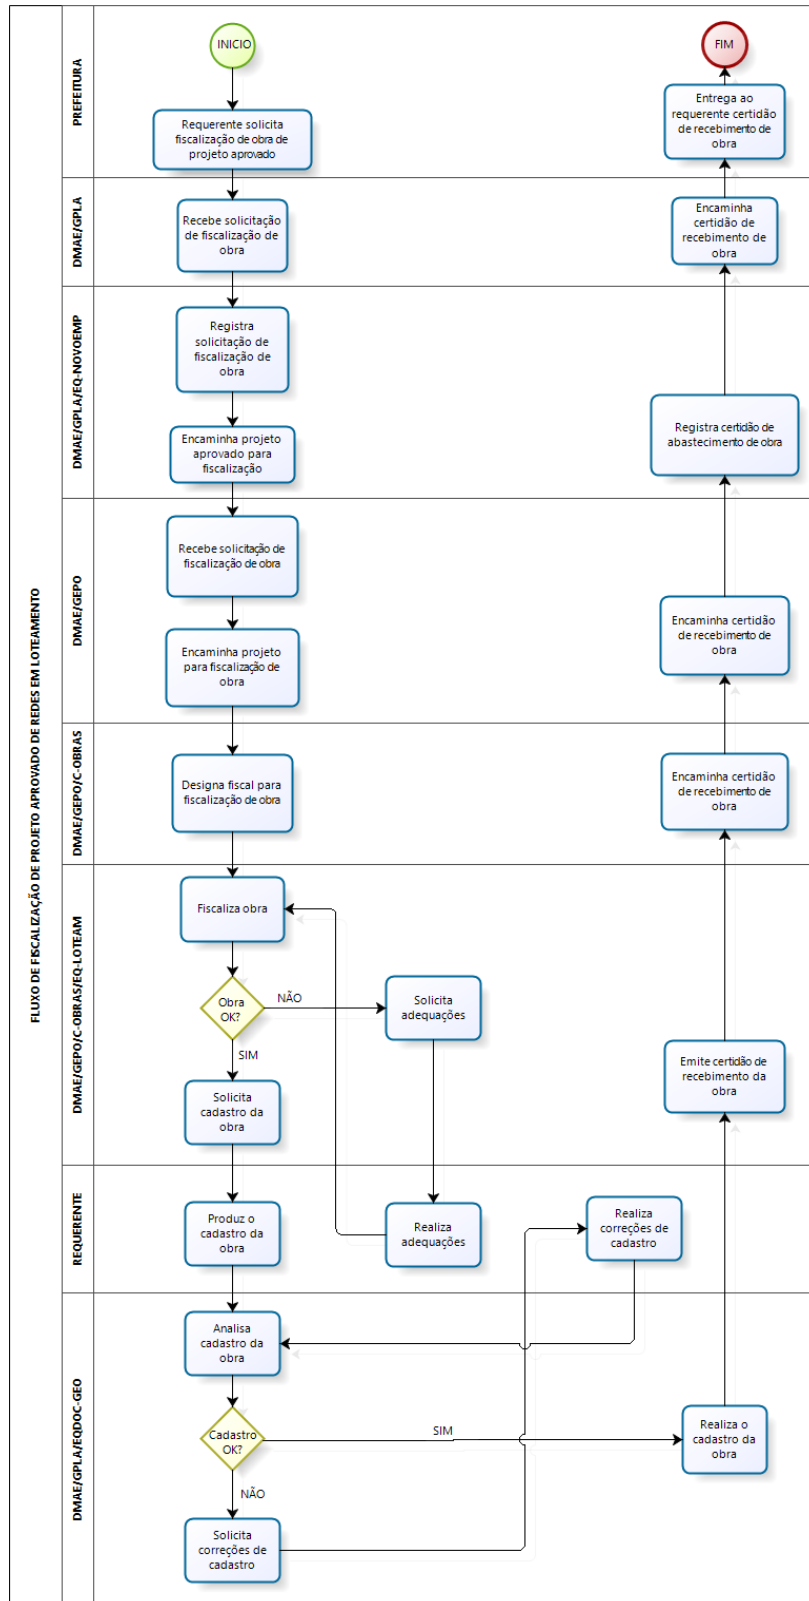 FLUXO DE FISCALIZAÇÃO DE PROJETO APROVADO DE REDES EM LOTEAMENTO
PREFEITURA
INICIO
Requerente solicita
fiscalização de obra de
projeto aprovado
FIM
Entrega ao
requerente certidão
de recebimento de
obra
DMAE/GPLA
Recebe solicitação
de fiscalização de
obra
Encaminha
certidão de
recebimento de
obra
DMAE/GPLA/EQ-NOVOEMP
Registra
solicitação de
fiscalização de
obra
Encaminha projeto
aprovado para
fiscalização
Registra certidão de
abastecimento de obra
DMAE/GEPO
Recebe solicitação de
fiscalização de obra
Encaminha projeto
para fiscalização de
obra
Encaminha certidão
de recebimento de
obra
DMAE/GEPO/C-OBRAS
Designa fiscal para
fiscalização de obra
Encaminha certidão
de recebimento de
obra
DMAE/GEPO/C-OBRAS/EQ-LOTEAM
Fiscaliza obra
Obra
OK?
NÃO
SIM
Solicita
adequações
Solicita
cadastro da
obra
Emite certidão de
recebimento da
obra
REQUERENTE
Produz o
cadastro da
obra
Realiza
adequações
Realiza
correções de
cadastro
DMAE/GPLA/EQDOC-GEO
Analisa
cadastro da
obra
Cadastro
OK?
SIM
NÃO
Realiza o
cadastro da
obra
Solicita
correções de
cadastro